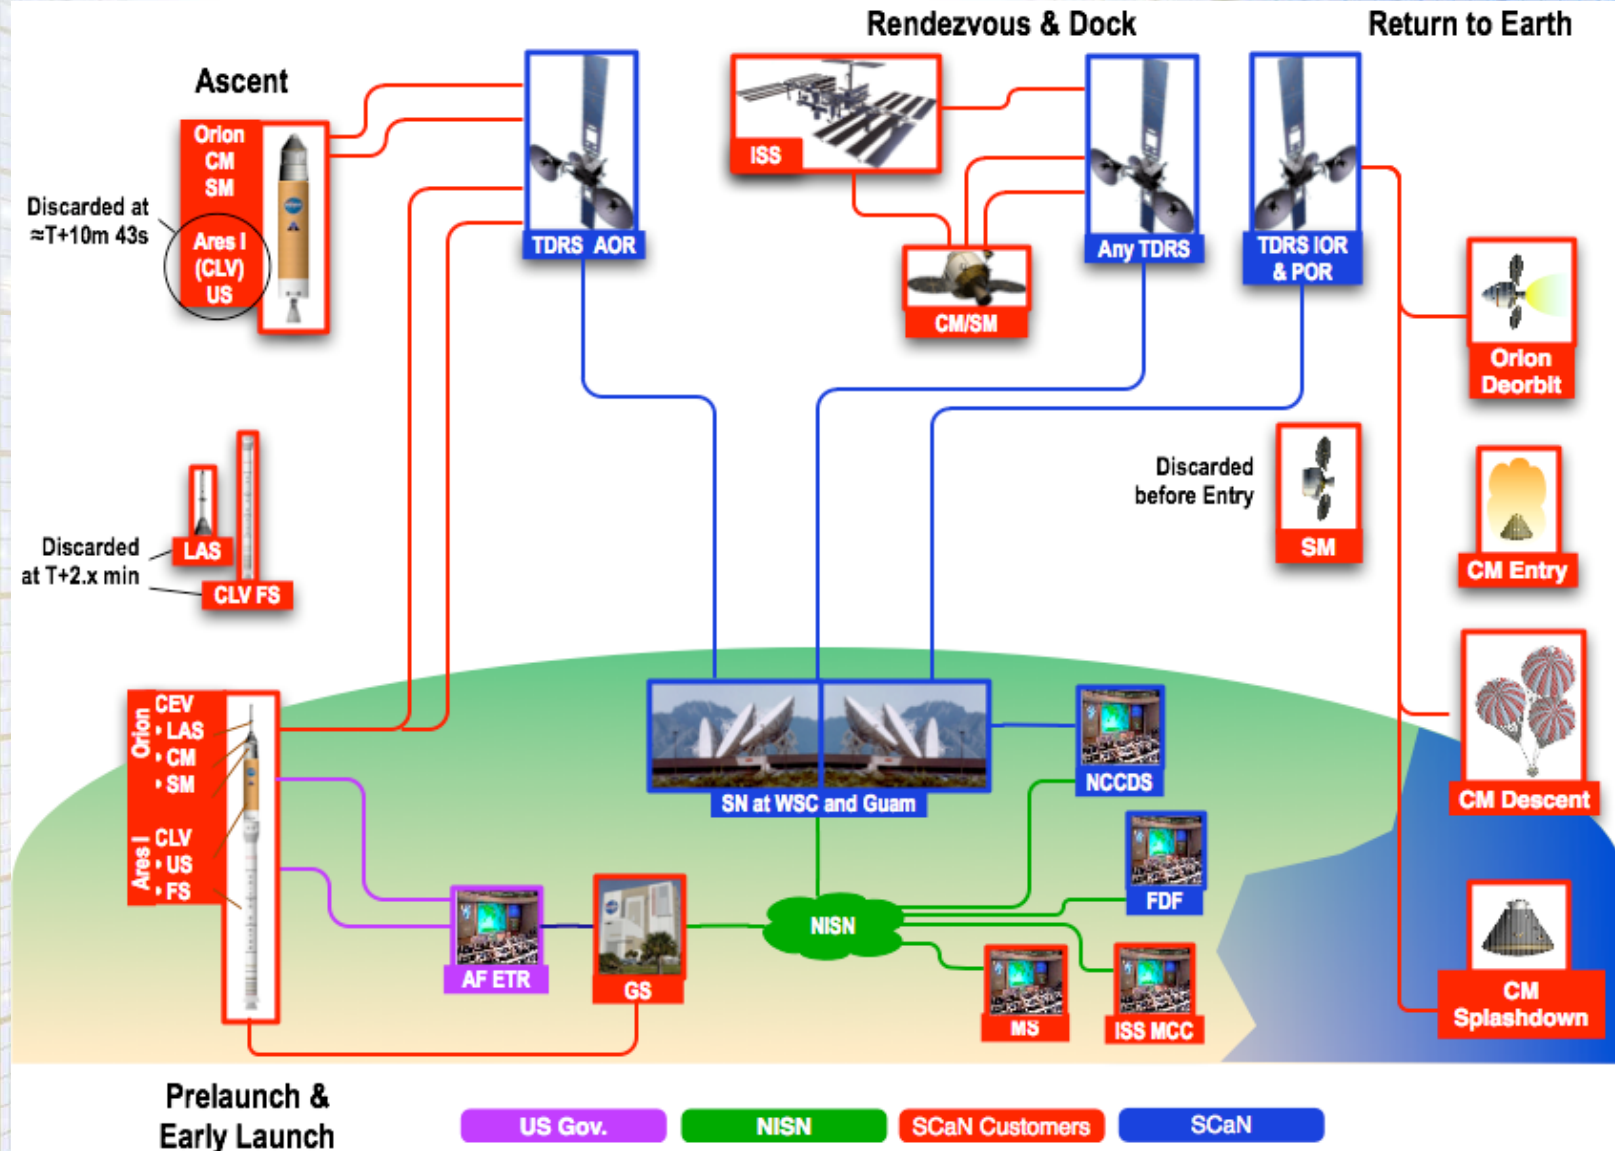 Rendezvous & Dock
Return to Earth
Ascent
Orion
CM
SM
Ares I
(CLV)
US
Discarded at
≈T+10m 43s
TDRS AOR
ISS
CM/SM
Any TDRS
TDRS IOR
& POR
Orion
Deorbit
Discarded
before Entry
SM
CM Entry
LAS
CLV FS
Discarded
at T+2.x min
CM Descent
CM
Splashdown
Orion
CEV
LAS
CM
SM
Ares I
CLV
US
FS
SN at WSC and Guam
NCCDS
FDF
NISN
AF ETR
GS
MS
ISS MCC
Prelaunch &
Early Launch
US Gov.
NISN
SCaN Customers
SCaN